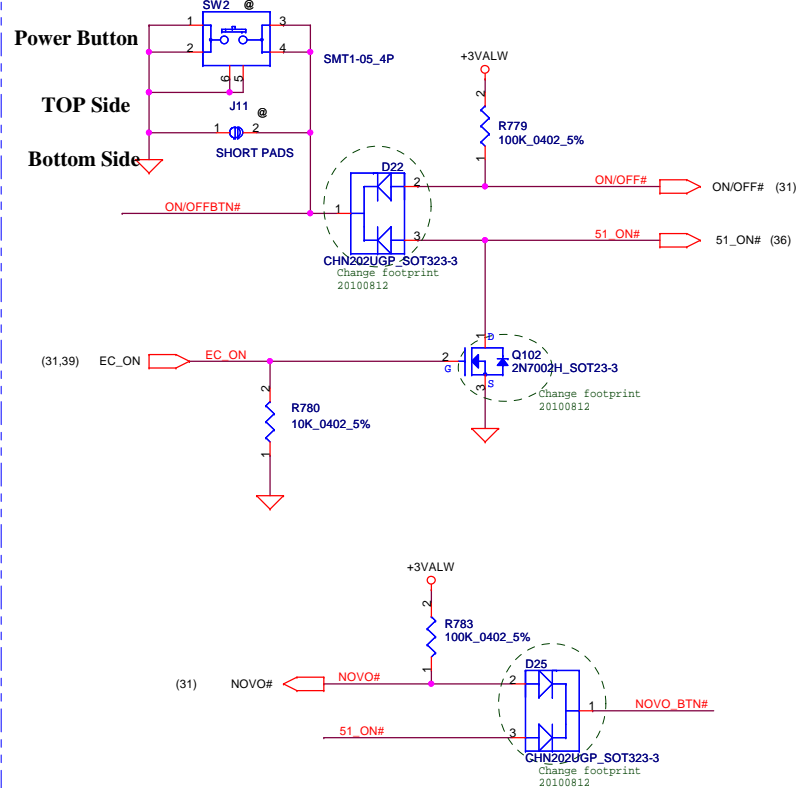 SW2 @
1 3
Power Button
2 4
SMT1-05_4P
6 5
TOP Side
J11 @
1 2
Bottom Side
SHORT PADS
+3VALW
2
R779
100K_0402_5%
1
D22
ON/OFFBTN#
1
2
ON/OFF#
ON/OFF# (31)
3
51_ON#
51_ON# (36)
CHN202UGP_SOT323-3
Change footprint
20100812
(31,39) EC_ON
EC_ON
2
G
1
D
Q102
2N7002H_SOT23-3
S
3
Change footprint
20100812
2
R780
10K_0402_5%
1
+3VALW
2
R783
100K_0402_5%
1
(31) NOVO#
NOVO#
D25
2
1
NOVO_BTN#
51_ON#
3
CHN202UGP_SOT323-3
Change footprint
20100812